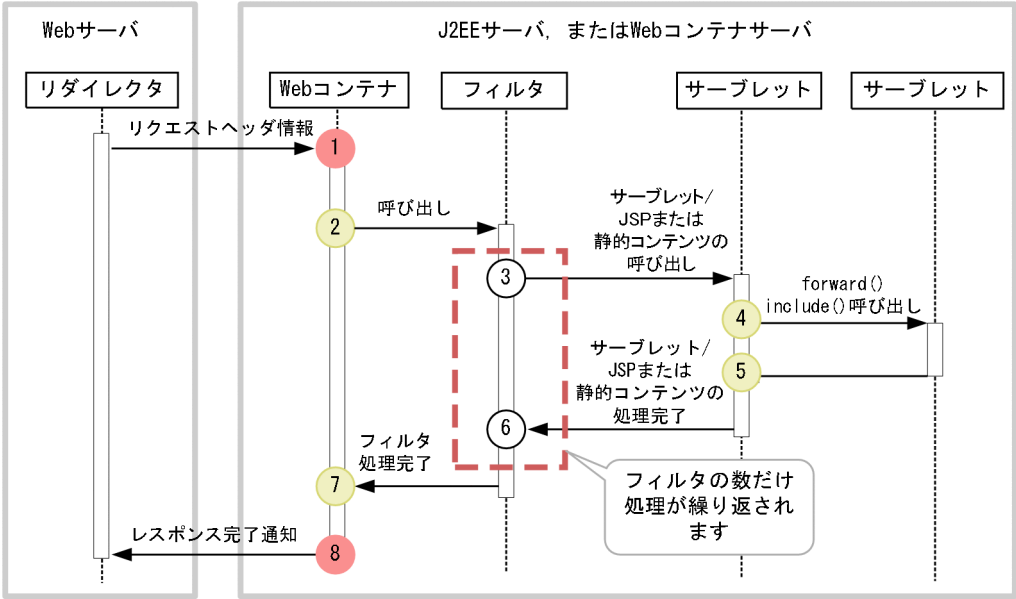 Webサーバ
J2EEサーバ，またはWebコンテナサーバ
リダイレクタ
Webコンテナ
フィルタ
サーブレット
サーブレット
リクエストヘッダ情報
1
2
呼び出し
サーブレット/
JSPまたは
静的コンテンツの
呼び出し
3
forward()
include()呼び出し
4
5
サーブレット/
JSPまたは
静的コンテンツの
処理完了
6
フィルタ
処理完了
7
フィルタの数だけ
処理が繰り返され
ます
レスポンス完了通知
8